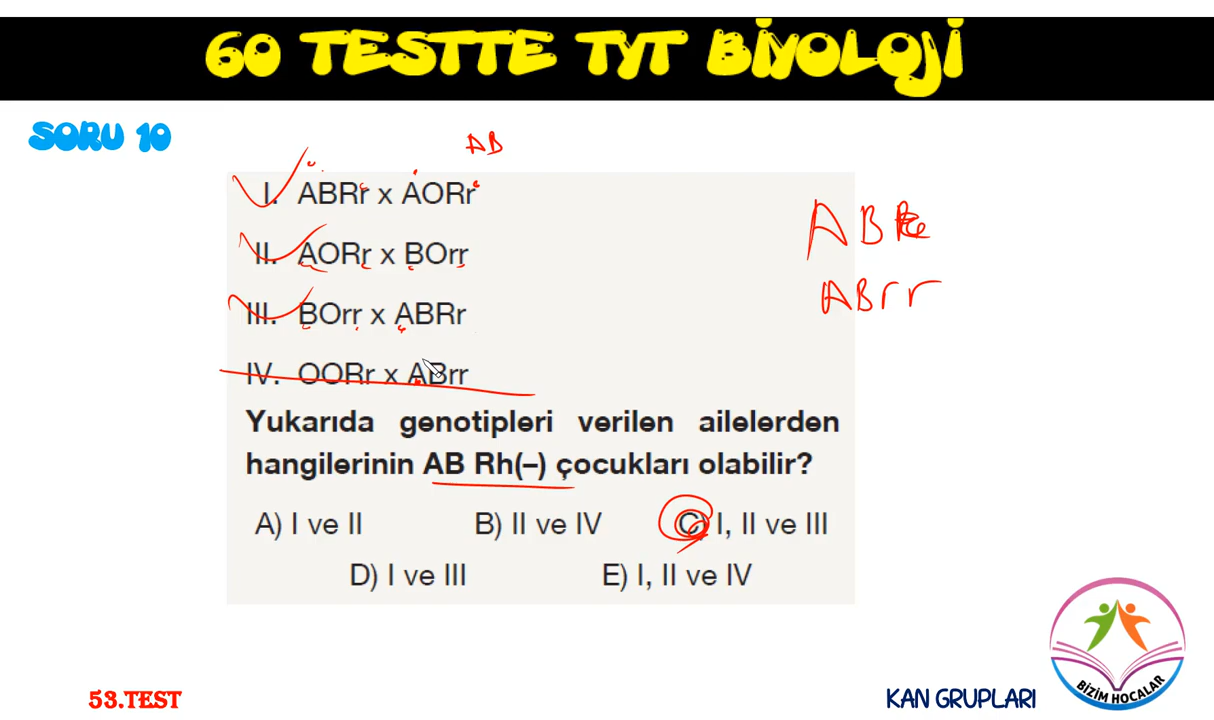 60 TESTTE TYT BİYOLOJİ
SORU 10
AB
I. ABRr x AORr
II. AORr x BOrr
III. BOrr x ABRr
IV. OORr x ABrr
AB
ABrr
Yukarıda genotipleri verilen ailelerden
hangilerinin AB Rh(–) çocukları olabilir?
A) I ve II B) II ve IV C) I, II ve III
D) I ve III E) I, II ve IV
BİZİM HOCALAR
53.TEST
KAN GRUPLARI